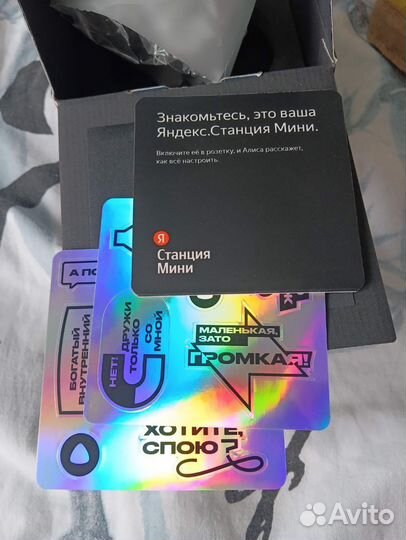 Знакомьтесь, это ваша
Яндекс.Станция Мини.
Включите её в розетку, и Алиса расскажет,
как всё настроить.
Я
Станция
Мини
А ПО
БОГАТЫЙ
ВНУТРЕННИЙ
НЕТ!
ДРУЖИ
ТОЛЬКО
СО
МНОЙ
МАЛЕНЬКАЯ,
ЗАТО
ГРОМКАЯ!
ХОТИТЕ,
СПОЮ?
Avito